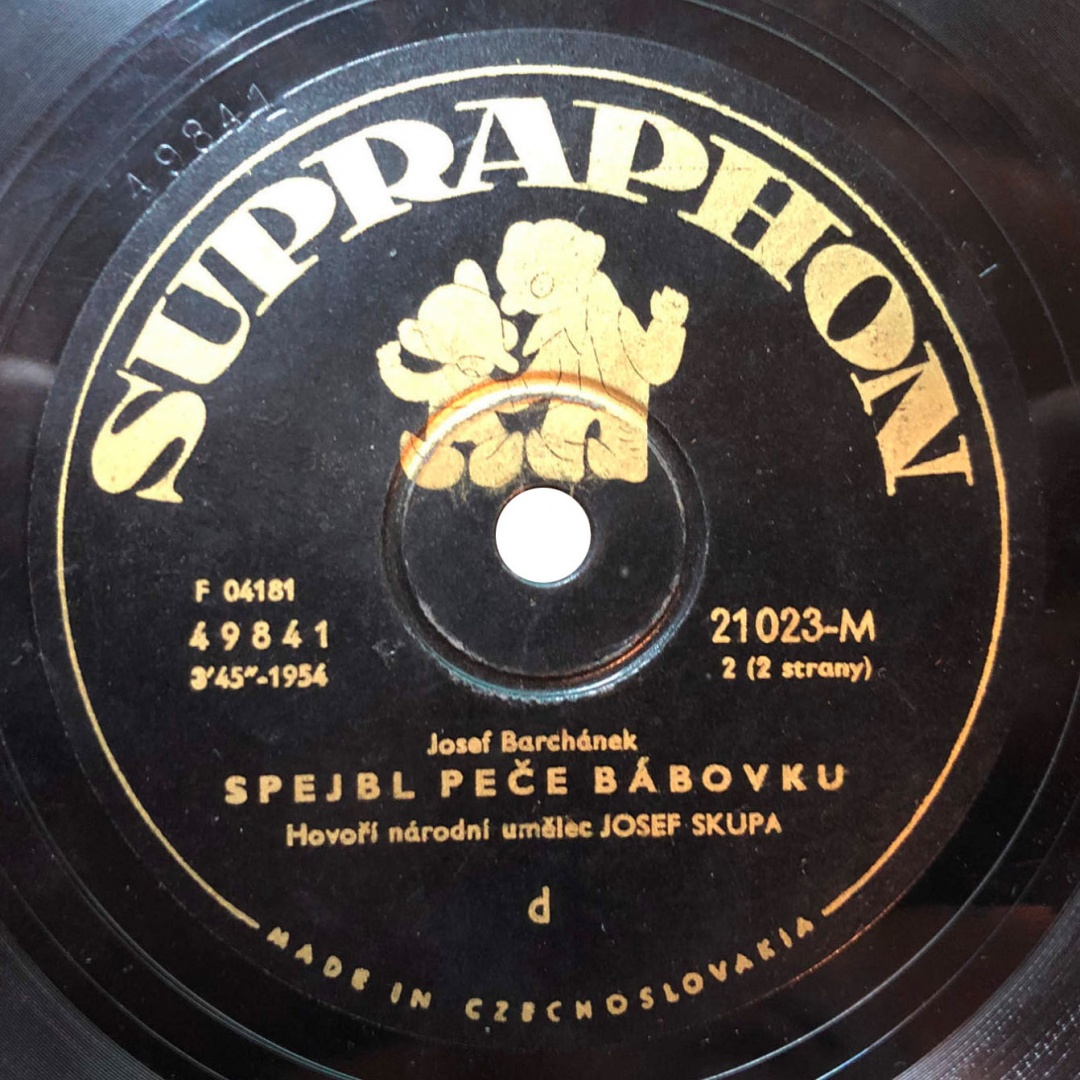 49841
SUPRAPHON
F 04181
49841
3'45"-1954
21023-M
2 (2 strany)
Josef Barchánek
SPEJBL PEČE BÁBOVKU
Hovoří národní umělec JOSEF SKUPA
d
MADE IN CZECHOSLOVAKIA